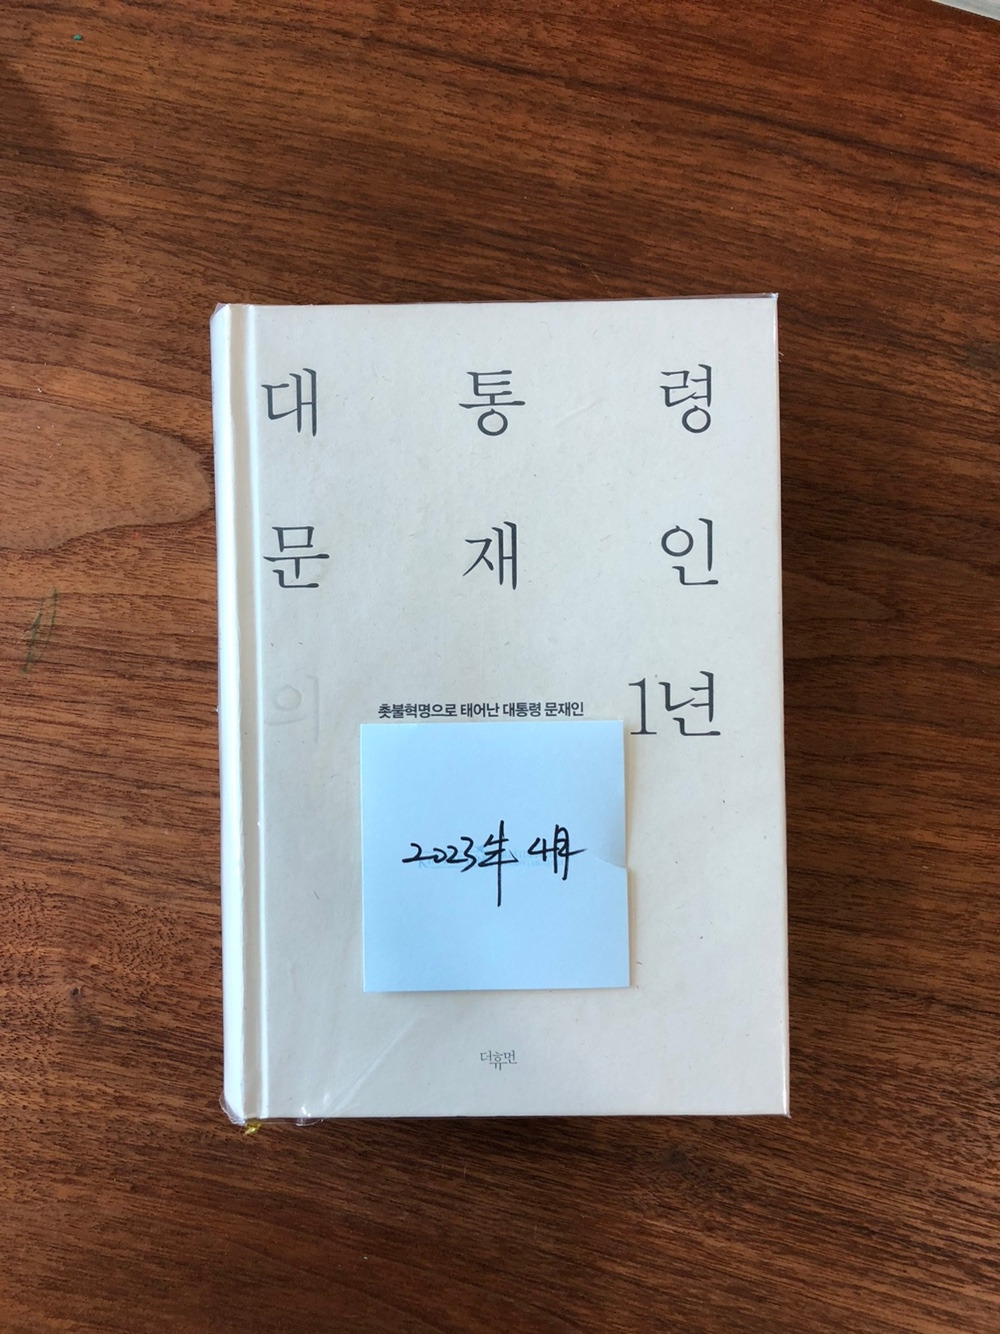 대통령
문재인
의 1년
촛불혁명으로 태어난 대통령 문재인
2023年 4月
더휴먼